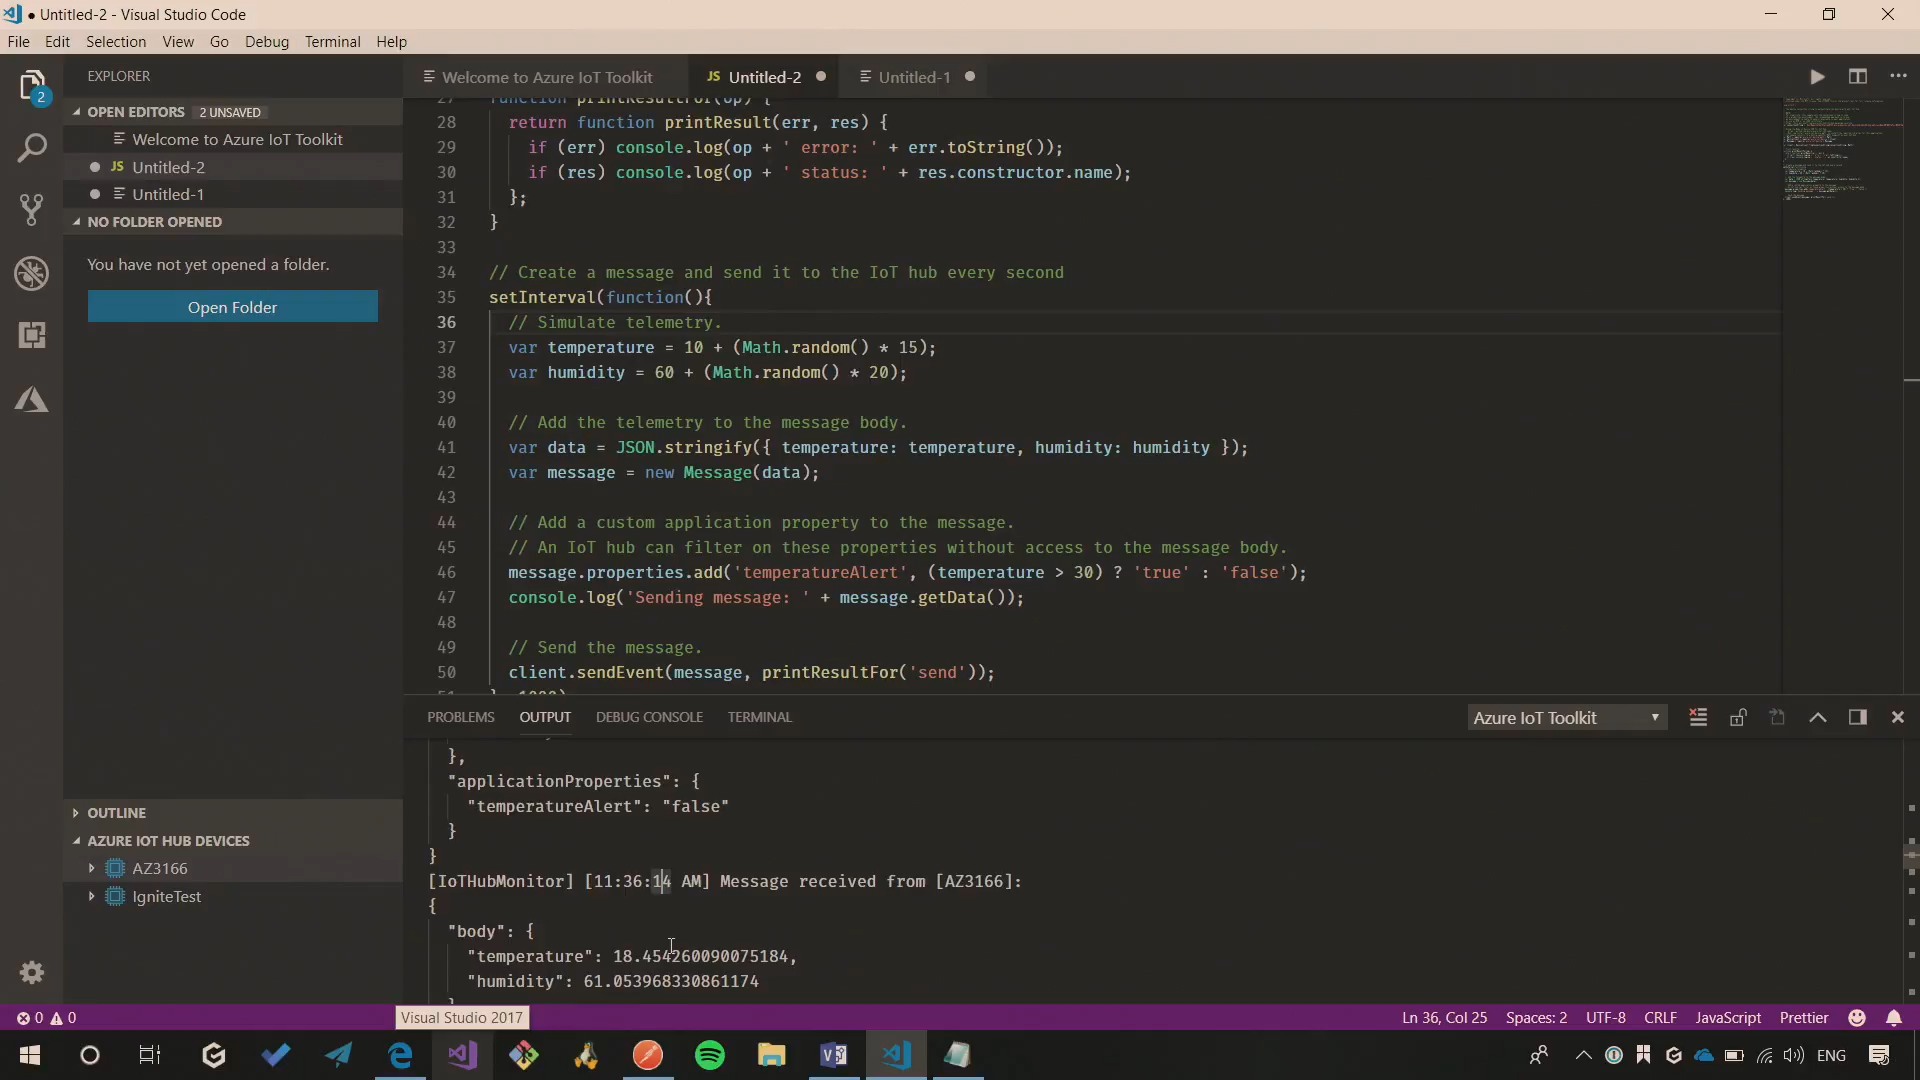 ● Untitled-2 - Visual Studio Code
File Edit Selection View Go Debug Terminal Help
EXPLORER
OPEN EDITORS 2 UNSAVED
Welcome to Azure IoT Toolkit
JS Untitled-2
Untitled-1
NO FOLDER OPENED
You have not yet opened a folder.
Open Folder
OUTLINE
AZURE IOT HUB DEVICES
AZ3166
IgniteTest
2
Welcome to Azure IoT Toolkit JS Untitled-2 ● Untitled-1 ●
27 function printResultFor(op) {
28 return function printResult(err, res) {
29 if (err) console.log(op + ' error: ' + err.toString());
30 if (res) console.log(op + ' status: ' + res.constructor.name);
31 };
32 }
33
34 // Create a message and send it to the IoT hub every second
35 setInterval(function(){
36 // Simulate telemetry.
37 var temperature = 10 + (Math.random() * 15);
38 var humidity = 60 + (Math.random() * 20);
39
40 // Add the telemetry to the message body.
41 var data = JSON.stringify({ temperature: temperature, humidity: humidity });
42 var message = new Message(data);
43
44 // Add a custom application property to the message.
45 // An IoT hub can filter on these properties without access to the message body.
46 message.properties.add('temperatureAlert', (temperature > 30) ? 'true' : 'false');
47 console.log('Sending message: ' + message.getData());
48
49 // Send the message.
50 client.sendEvent(message, printResultFor('send'));
51 }, 1000)
PROBLEMS OUTPUT DEBUG CONSOLE TERMINAL Azure IoT Toolkit
},
"applicationProperties": {
"temperatureAlert": "false"
}
}
[IoTHubMonitor] [11:36:14 AM] Message received from [AZ3166]:
{
"body": {
"temperature": 18.454260090075184,
"humidity": 61.053968330861174
}
0 0 Visual Studio 2017 Ln 36, Col 25 Spaces: 2 UTF-8 CRLF JavaScript Prettier
ENG